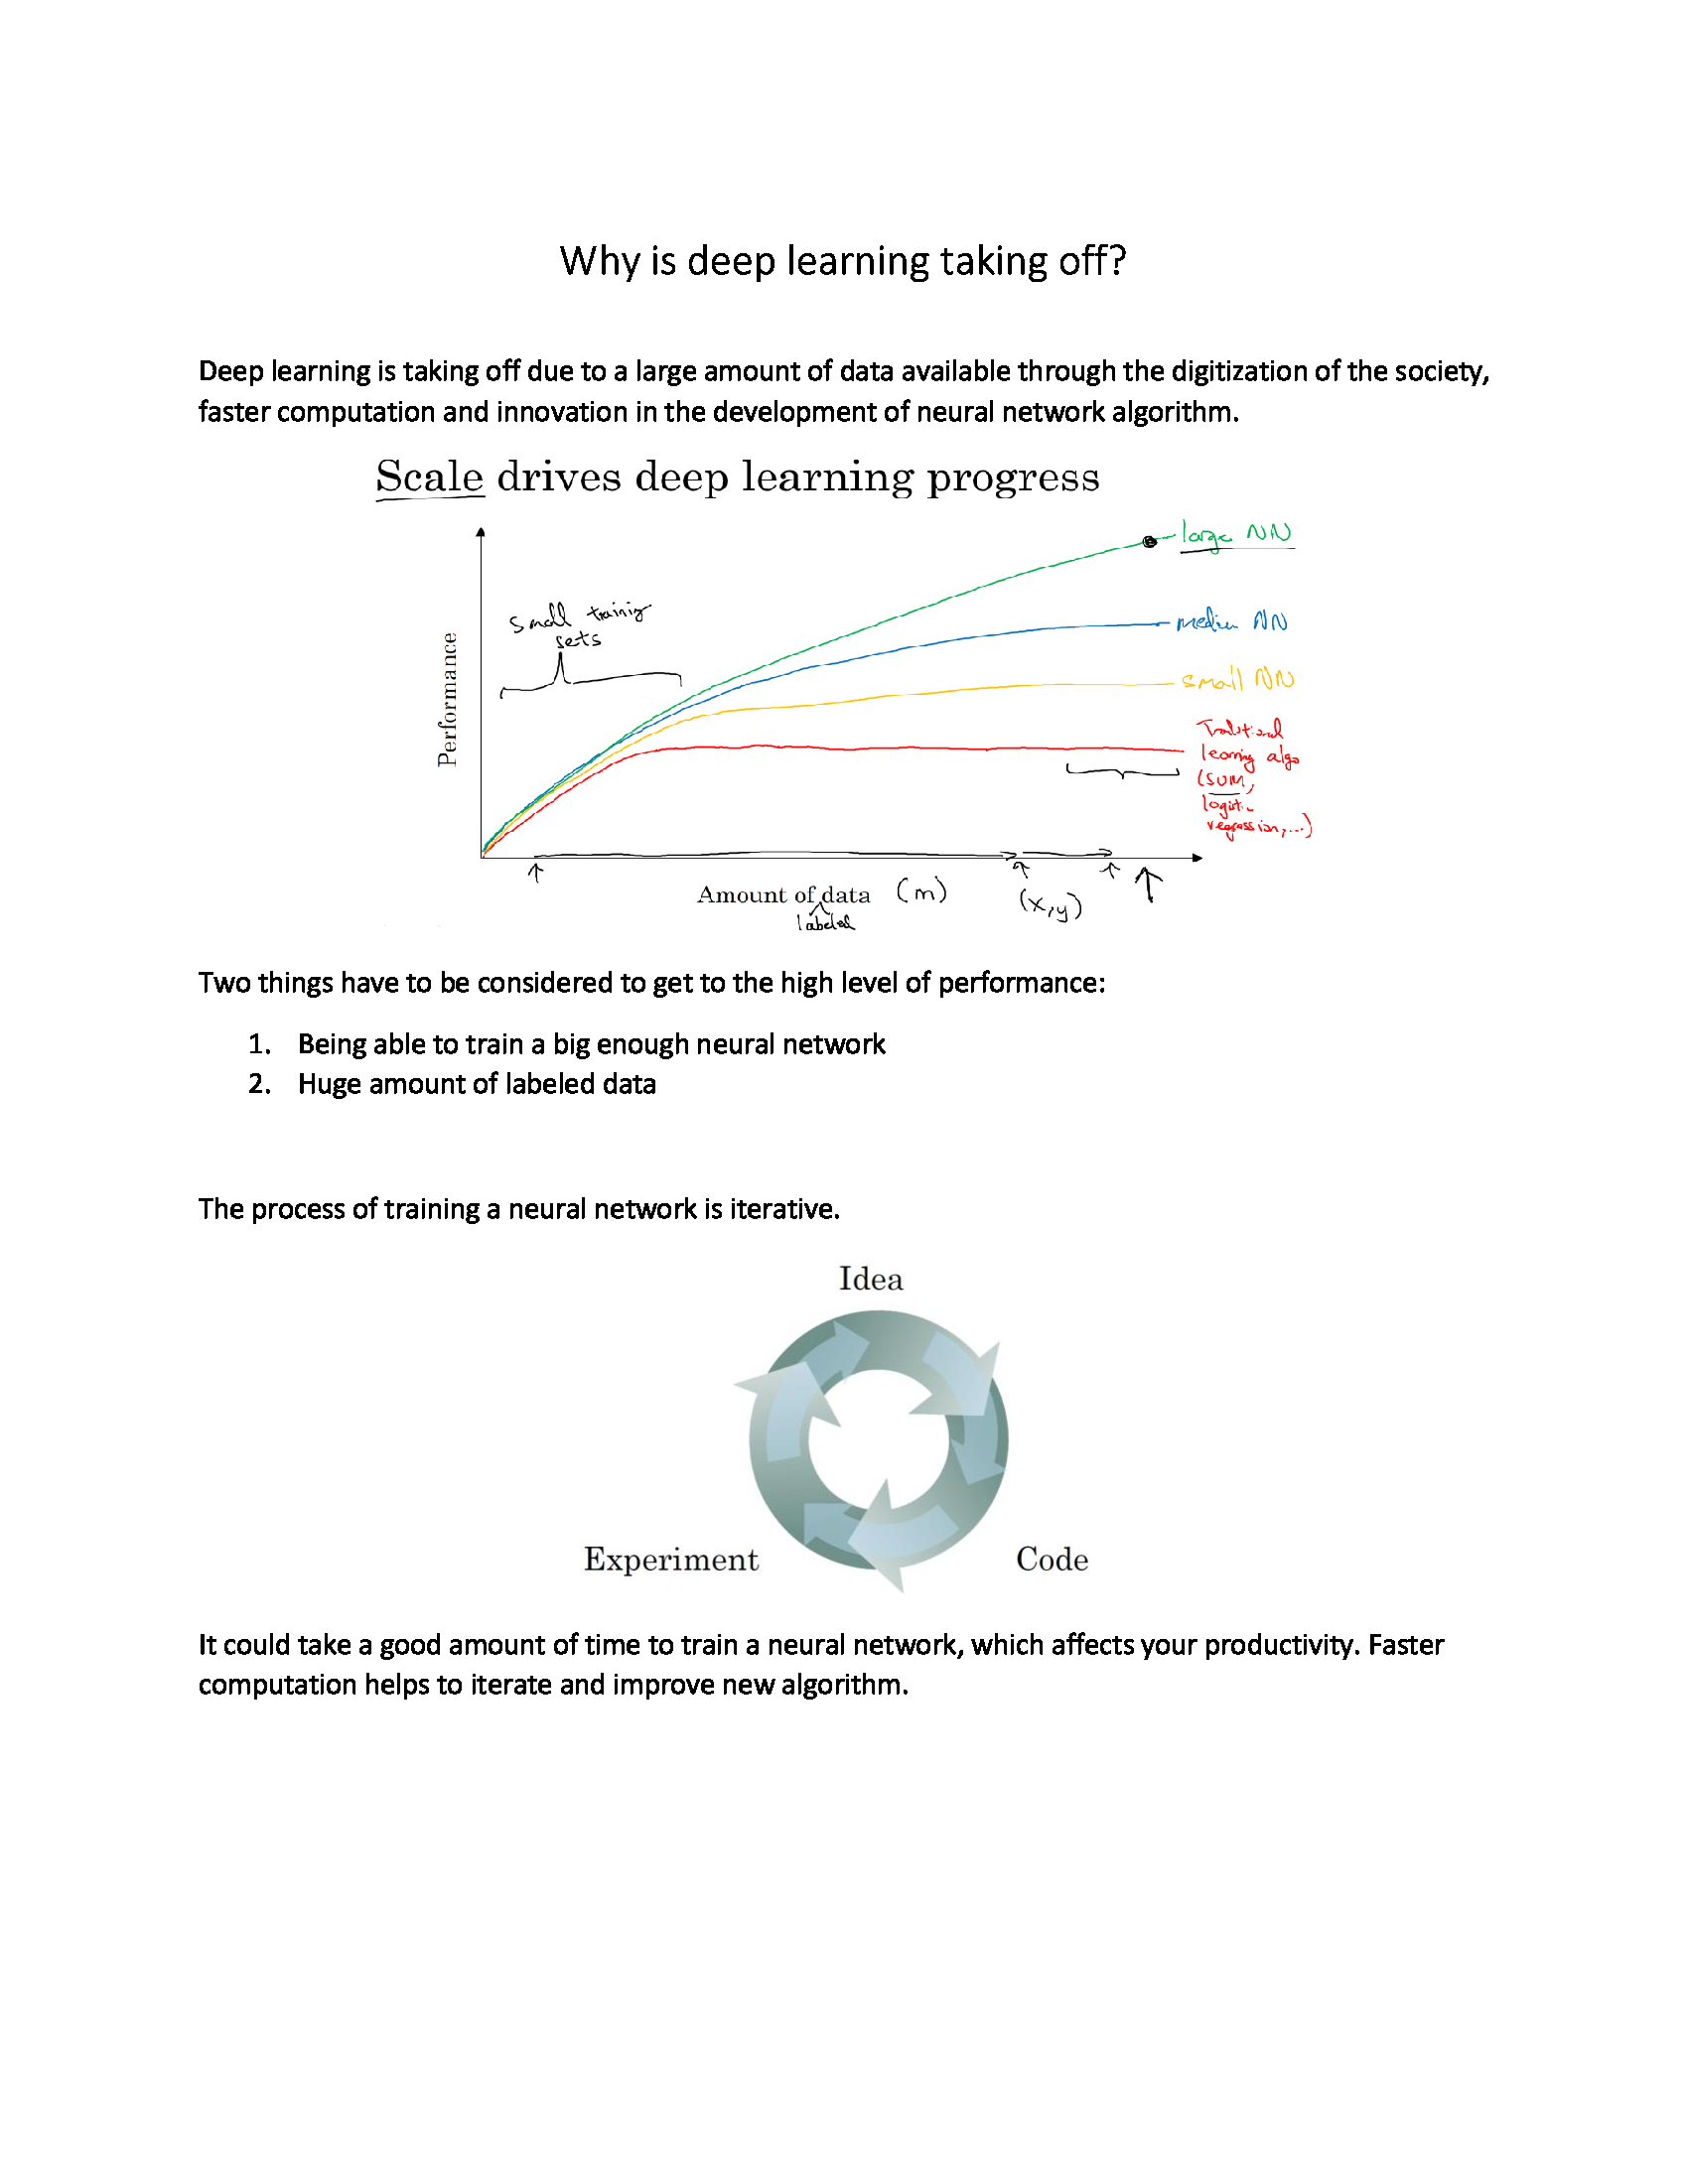 Why is deep learning taking off?
Deep learning is taking off due to a large amount of data available through the digitization of the society,
faster computation and innovation in the development of neural network algorithm.
Scale drives deep learning progress
large NN
small training
sets
medium NN
small NN
Performance
Traditional
learning algo
(SVM,
logistic
regression,...)
Amount of data (m)
labeled
(x,y)
Two things have to be considered to get to the high level of performance:
1. Being able to train a big enough neural network
2. Huge amount of labeled data
The process of training a neural network is iterative.
Idea
Experiment
Code
It could take a good amount of time to train a neural network, which affects your productivity. Faster
computation helps to iterate and improve new algorithm.